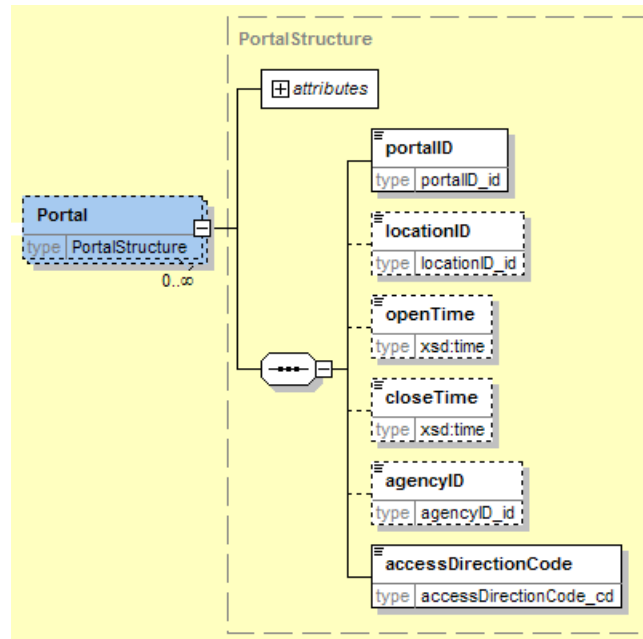 PortalStructure
attributes
portalID
type portalID_id
Portal
type PortalStructure
0..∞
locationID
type locationID_id
openTime
type xsd:time
closeTime
type xsd:time
agencyID
type agencyID_id
accessDirectionCode
type accessDirectionCode_cd